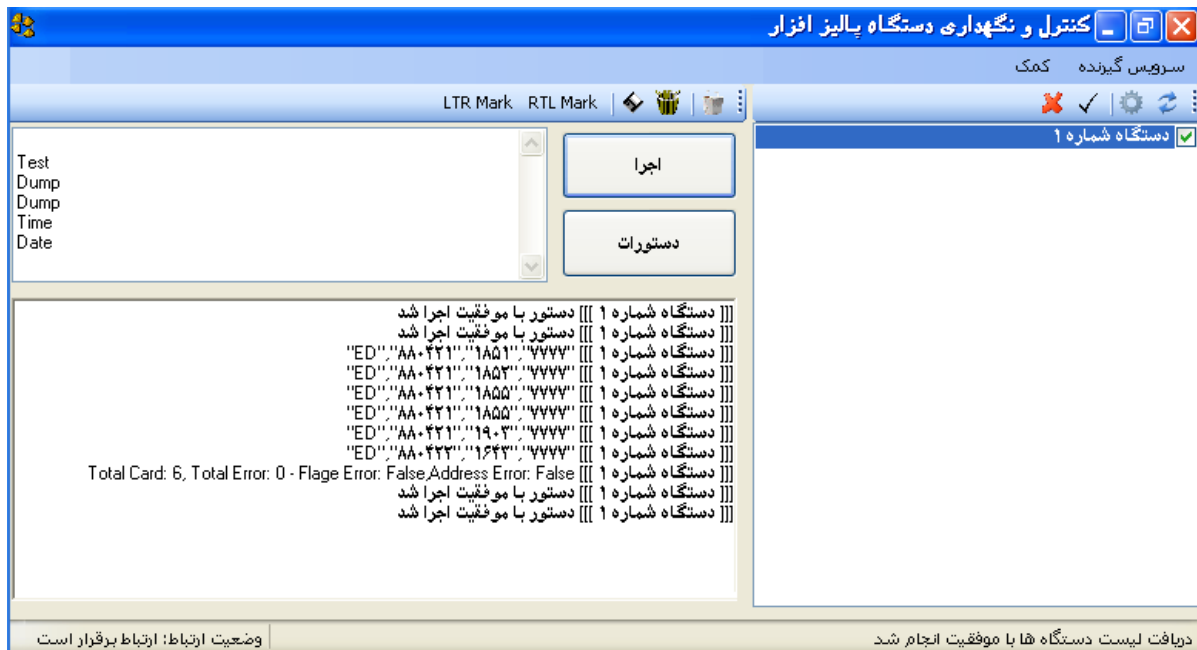 کنترل و نگهداری دستگاه پالیز افزار
سرویس گیرنده کمک
LTR Mark RTL Mark
دستگاه شماره ۱
Test
Dump
Dump
Time
Date
اجرا
دستورات
[[[ دستگاه شماره ۱ ]]] دستور با موفقیت اجرا شد
[[[ دستگاه شماره ۱ ]]] دستور با موفقیت اجرا شد
[[[ دستگاه شماره ۱ ]]] "ED","۸۸۰۴۲۱","۱۸۵۱","۷۷۷۷"
[[[ دستگاه شماره ۱ ]]] "ED","۸۸۰۴۲۱","۱۸۵۲","۷۷۷۷"
[[[ دستگاه شماره ۱ ]]] "ED","۸۸۰۴۲۱","۱۸۵۵","۷۷۷۷"
[[[ دستگاه شماره ۱ ]]] "ED","۸۸۰۴۲۱","۱۸۵۵","۷۷۷۷"
[[[ دستگاه شماره ۱ ]]] "ED","۸۸۰۴۲۱","۱۹۰۳","۷۷۷۷"
[[[ دستگاه شماره ۱ ]]] "ED","۸۸۰۴۲۳","۱۶۴۳","۷۷۷۷"
[[[ دستگاه شماره ۱ ]]] Total Card: 6, Total Error: 0 - Flage Error: False,Address Error: False
[[[ دستگاه شماره ۱ ]]] دستور با موفقیت اجرا شد
[[[ دستگاه شماره ۱ ]]] دستور با موفقیت اجرا شد
دریافت لیست دستگاه ها با موفقیت انجام شد
وضعیت ارتباط: ارتباط برقرار است